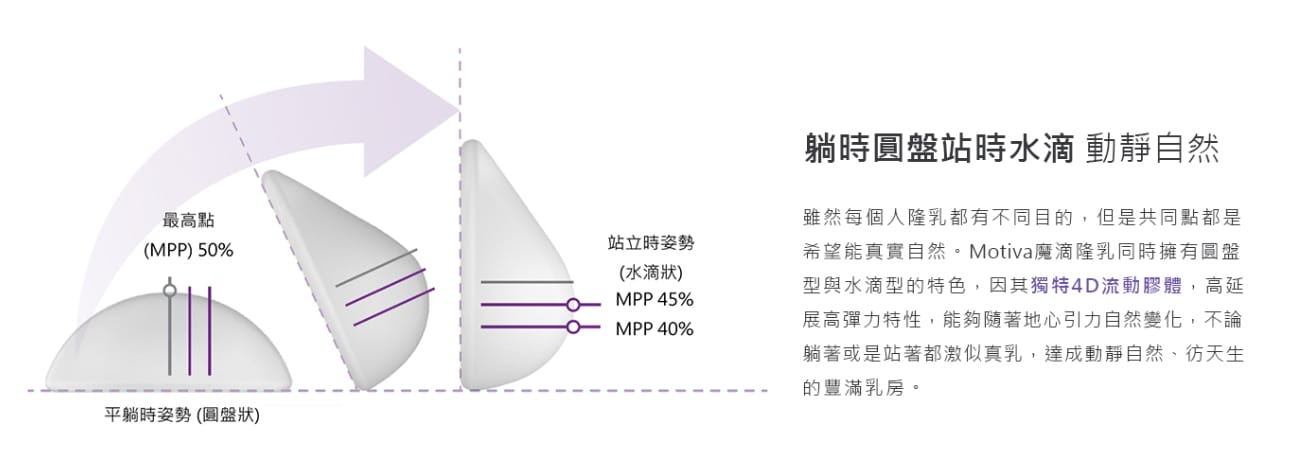 最高點
(MPP) 50%
平躺時姿勢 (圓盤狀)
站立時姿勢
(水滴狀)
MPP 45%
MPP 40%
躺時圓盤站時水滴 動靜自然
雖然每個人隆乳都有不同目的，但是共同點都是
希望能真實自然。Motiva魔滴隆乳同時擁有圓盤
型與水滴型的特色，因其獨特4D流動膠體，高延
展高彈力特性，能夠隨著地心引力自然變化，不論
躺著或是站著都激似真乳，達成動靜自然、彷天生
的豐滿乳房。